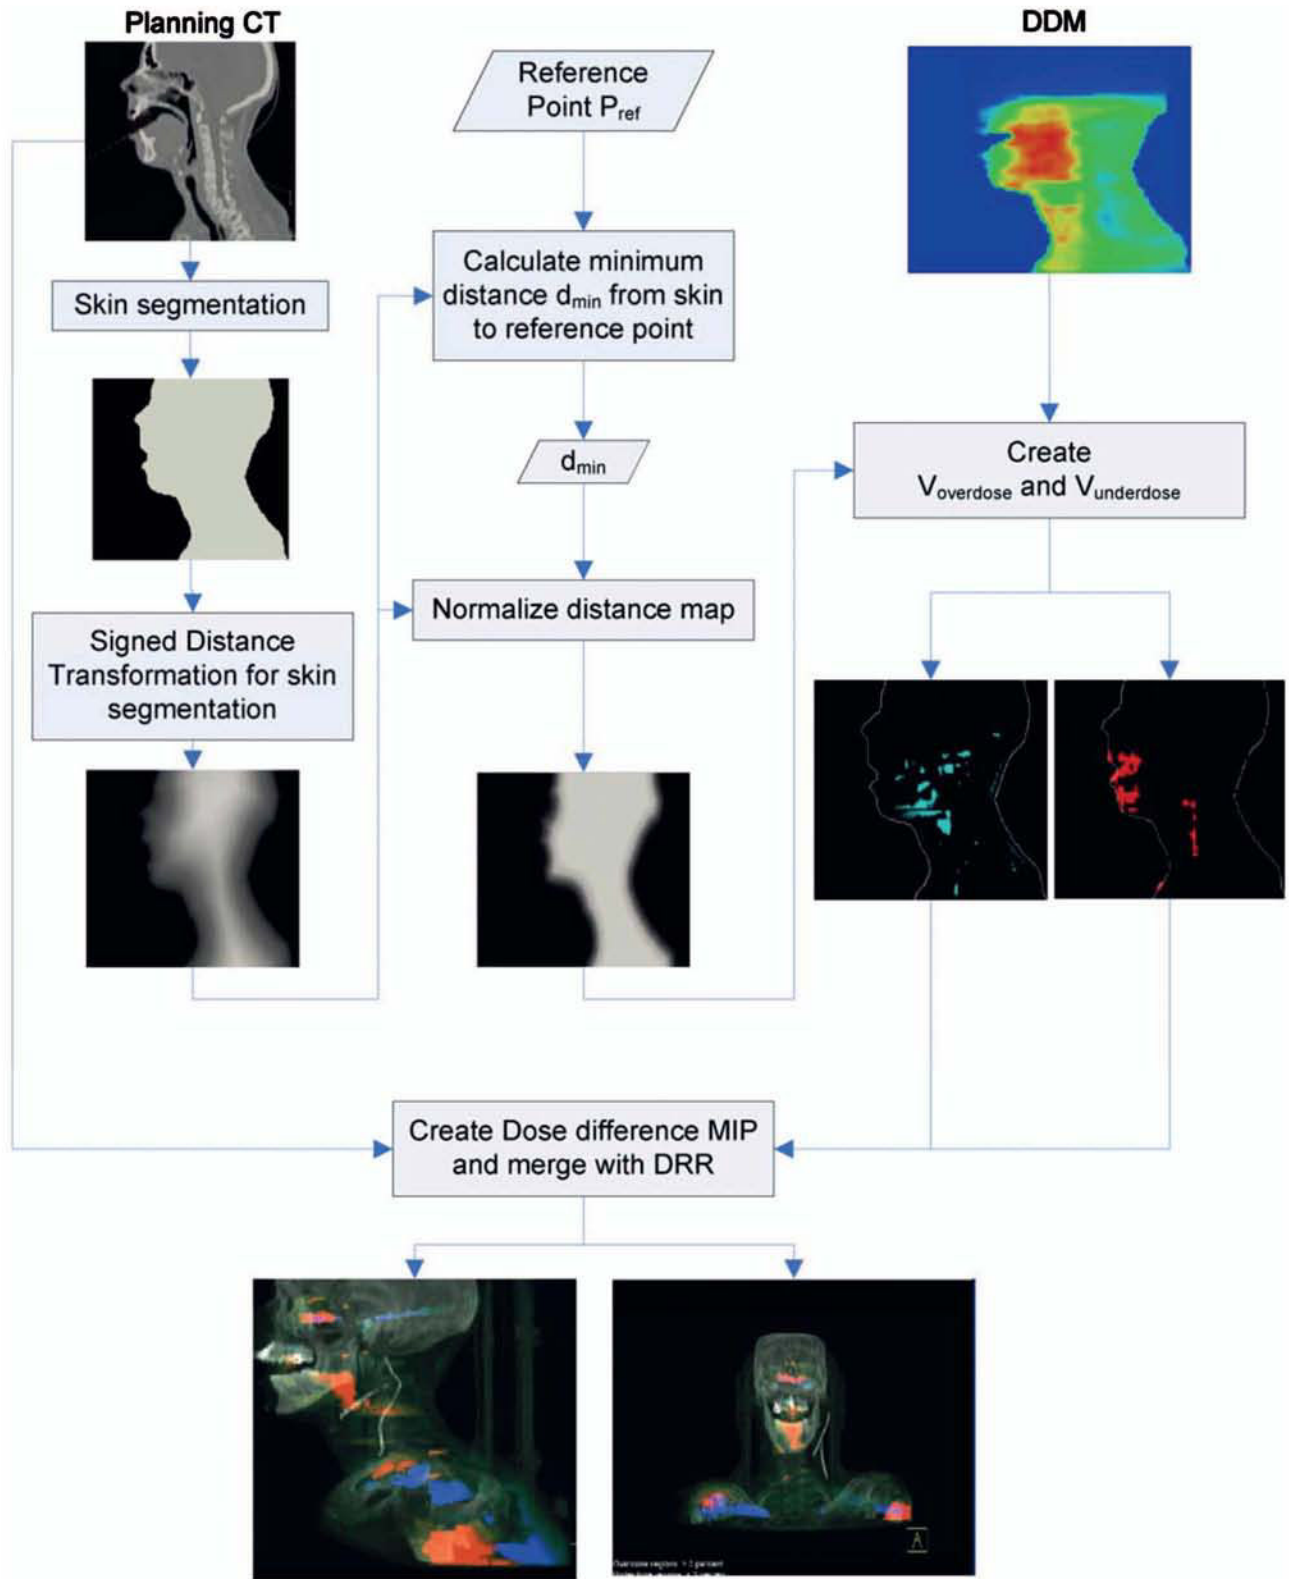 Planning CT
DDM
Reference
Point Pref
Calculate minimum
distance dmin from skin
to reference point
Skin segmentation
dmin
Create
Voverdose and Vunderdose
Normalize distance map
Signed Distance
Transformation for skin
segmentation
Create Dose difference MIP
and merge with DRR
A